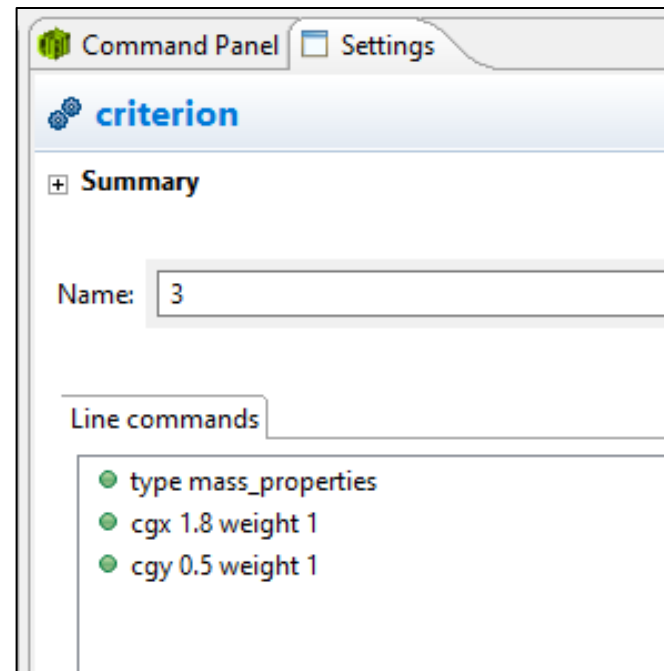 Command Panel Settings
criterion
Summary
Name: 3
Line commands
type mass_properties
cgx 1.8 weight 1
cgy 0.5 weight 1